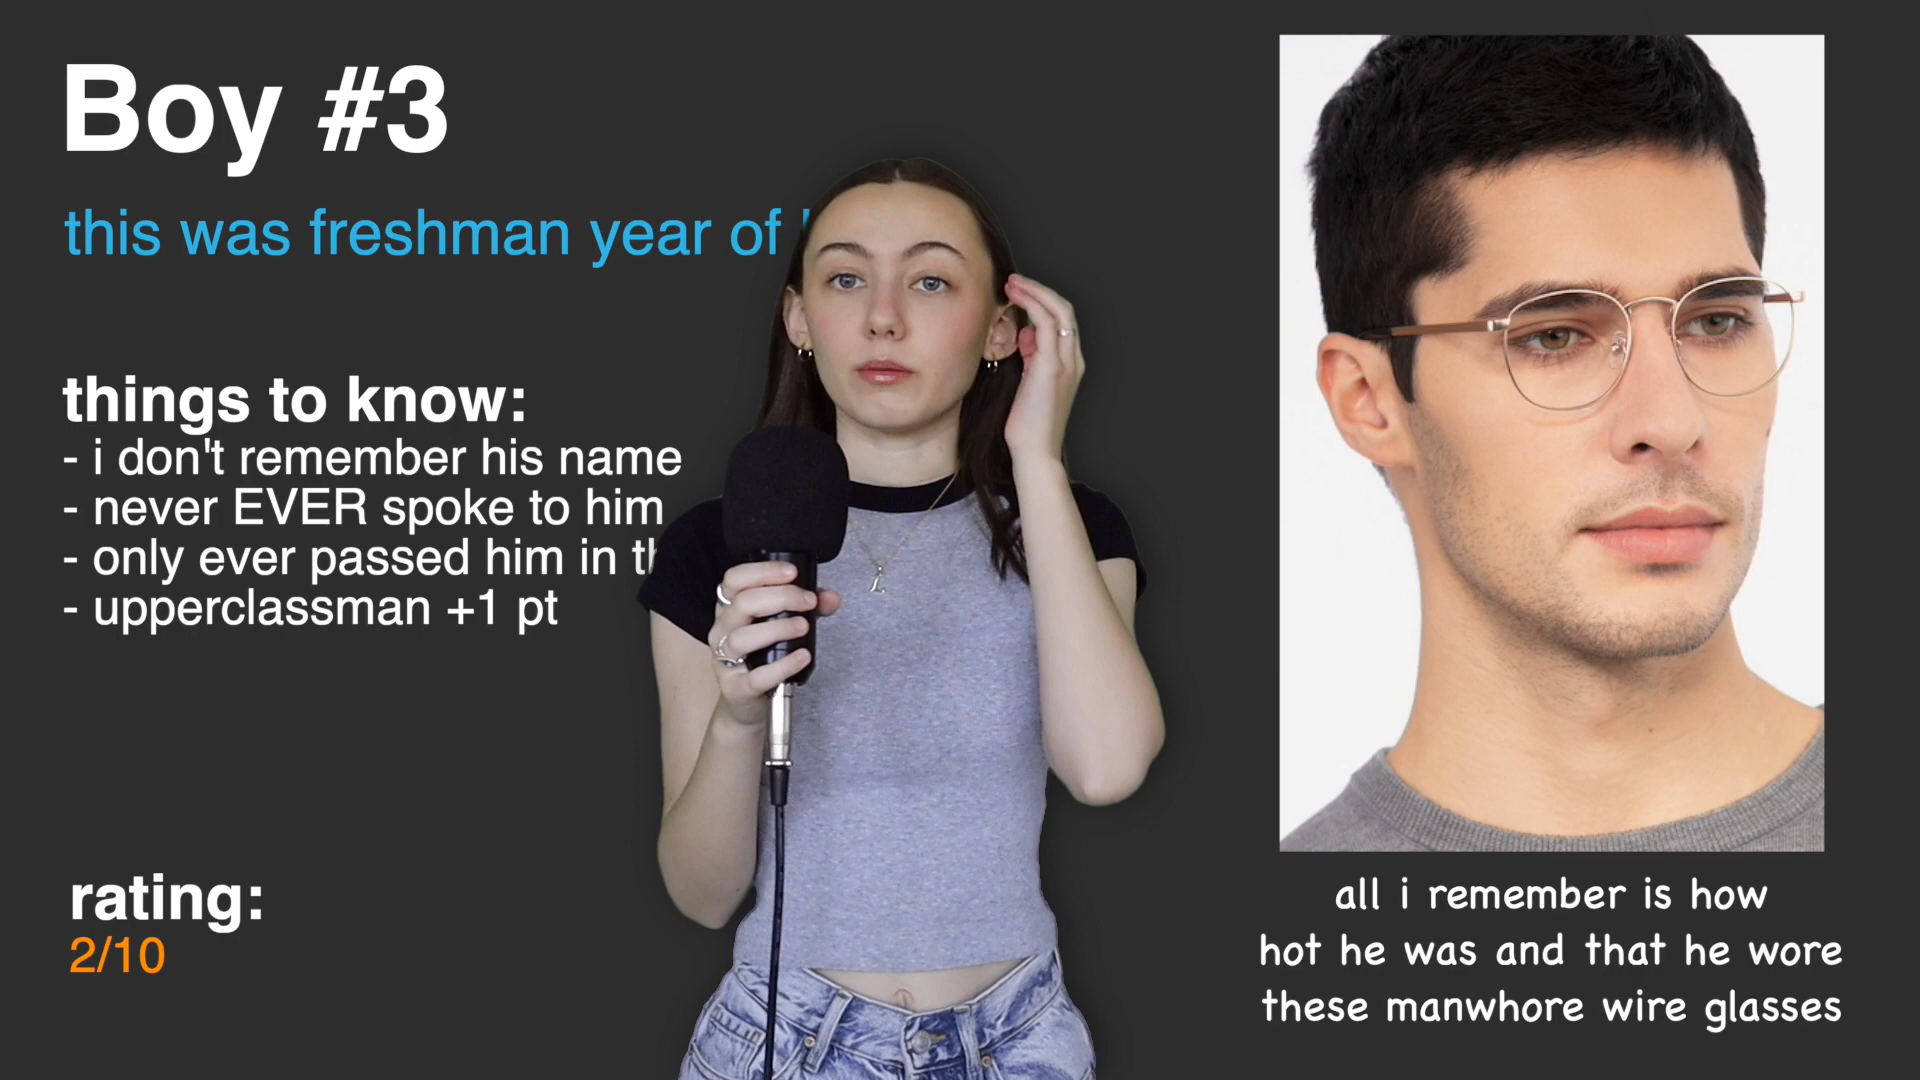 Boy #3
this was freshman year of
things to know:
- i don't remember his name
- never EVER spoke to him
- only ever passed him in
- upperclassman +1 pt
rating:
2/10
all i remember is how
hot he was and that he wore
these manwhore wire glasses